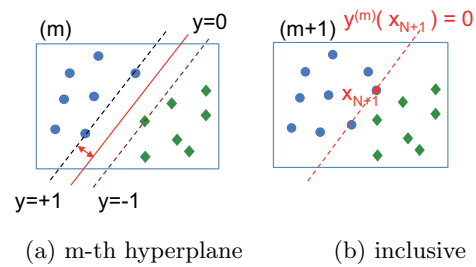 (m)
y=0
y=+1
y=-1
(a) m-th hyperplane
(m+1)
y(m)( xN+1) = 0
xN+1
(b) inclusive